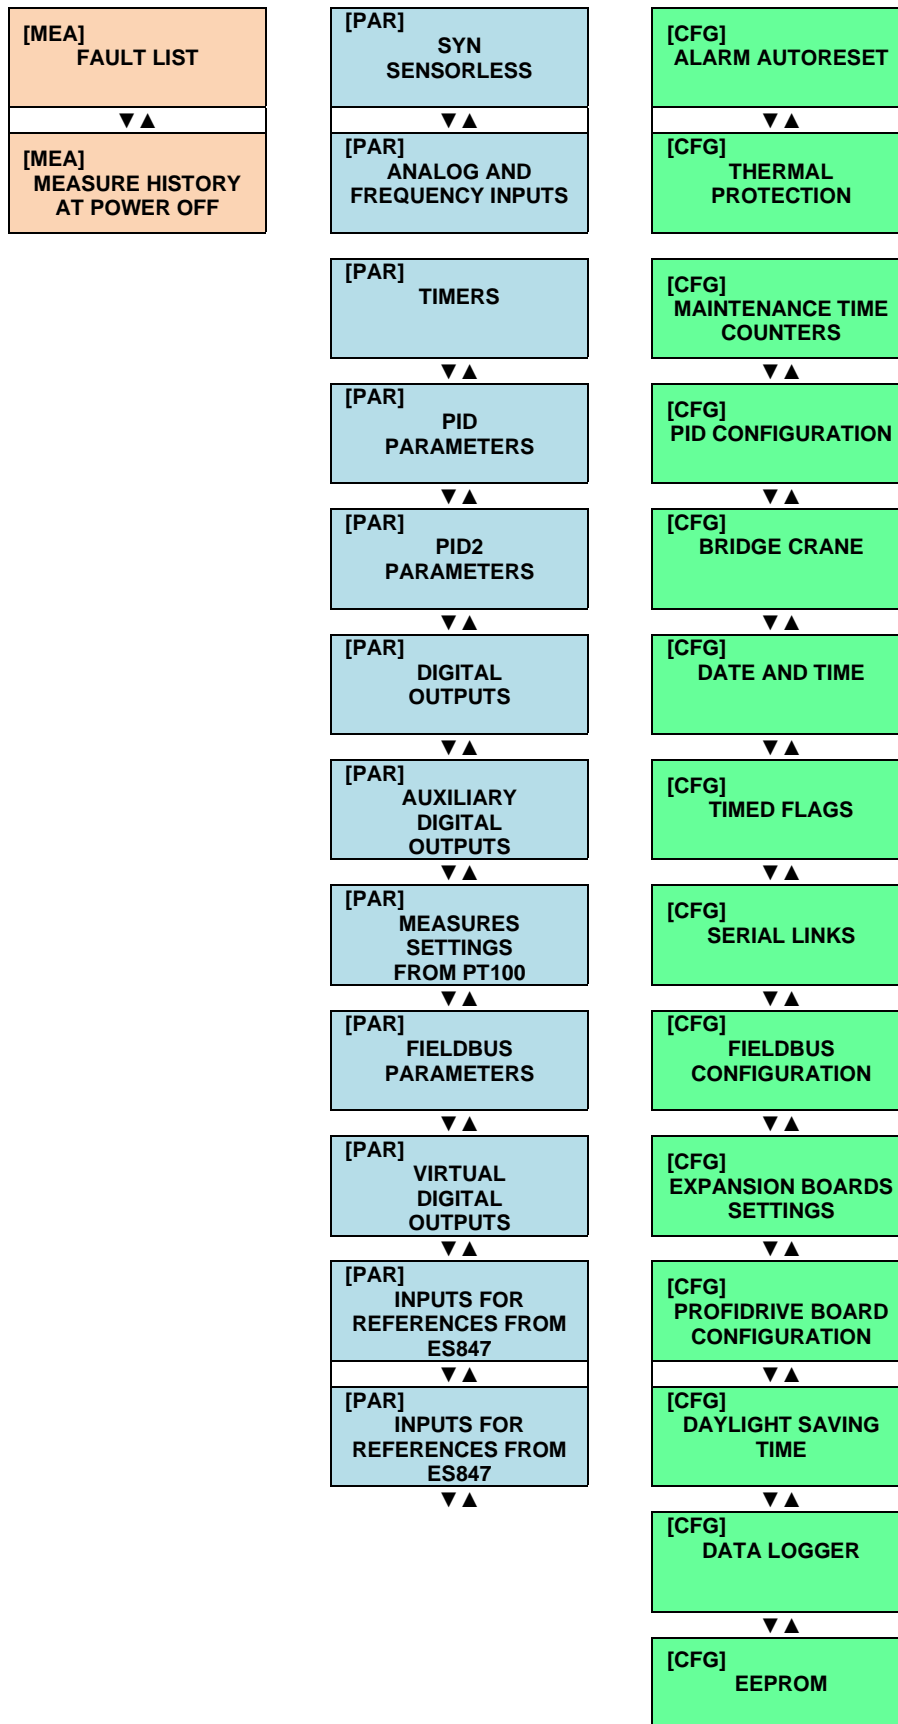 [MEA]
FAULT LIST
▼▲
[MEA]
MEASURE HISTORY
AT POWER OFF
[PAR]
SYN
SENSORLESS
▼▲
[PAR]
ANALOG AND
FREQUENCY INPUTS
[PAR]
TIMERS
▼▲
[PAR]
PID
PARAMETERS
▼▲
[PAR]
PID2
PARAMETERS
▼▲
[PAR]
DIGITAL
OUTPUTS
▼▲
[PAR]
AUXILIARY
DIGITAL
OUTPUTS
▼▲
[PAR]
MEASURES
SETTINGS
FROM PT100
▼▲
[PAR]
FIELDBUS
PARAMETERS
▼▲
[PAR]
VIRTUAL
DIGITAL
OUTPUTS
▼▲
[PAR]
INPUTS FOR
REFERENCES FROM
ES847
▼▲
[PAR]
INPUTS FOR
REFERENCES FROM
ES847
▼▲
[CFG]
ALARM AUTORESET
▼▲
[CFG]
THERMAL
PROTECTION
[CFG]
MAINTENANCE TIME
COUNTERS
▼▲
[CFG]
PID CONFIGURATION
▼▲
[CFG]
BRIDGE CRANE
▼▲
[CFG]
DATE AND TIME
▼▲
[CFG]
TIMED FLAGS
▼▲
[CFG]
SERIAL LINKS
▼▲
[CFG]
FIELDBUS
CONFIGURATION
▼▲
[CFG]
EXPANSION BOARDS
SETTINGS
▼▲
[CFG]
PROFIDRIVE BOARD
CONFIGURATION
▼▲
[CFG]
DAYLIGHT SAVING
TIME
▼▲
[CFG]
DATA LOGGER
▼▲
[CFG]
EEPROM